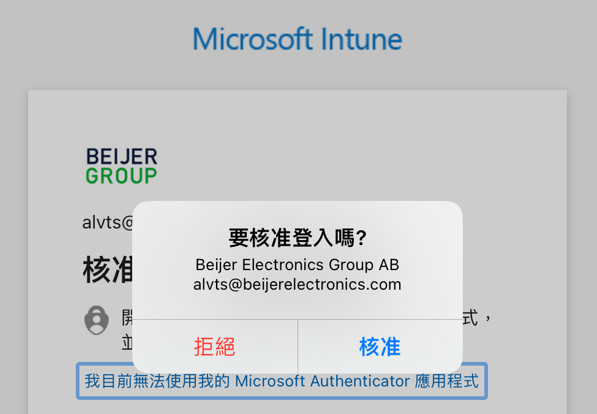 Microsoft Intune
BEIJER
GROUP
alvts@
要核准登入嗎?
Beijer Electronics Group AB
alvts@beijerelectronics.com
核准
開
式，
並
拒絕
核准
我目前無法使用我的 Microsoft Authenticator 應用程式